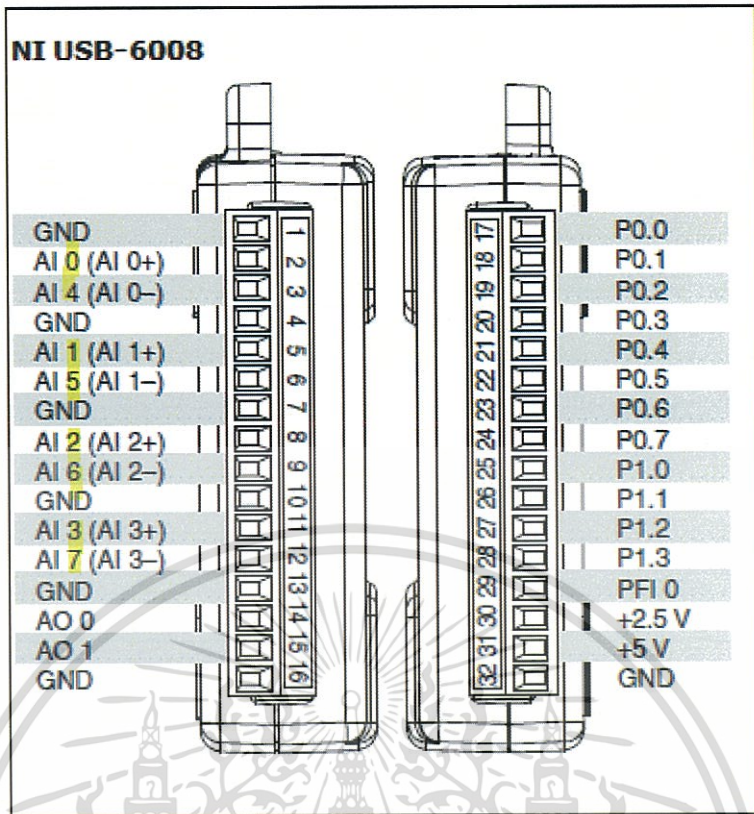 NI USB-6008
GND 1
AI 0 (AI 0+) 2
AI 4 (AI 0–) 3
GND 4
AI 1 (AI 1+) 5
AI 5 (AI 1–) 6
GND 7
AI 2 (AI 2+) 8
AI 6 (AI 2–) 9
GND 10
AI 3 (AI 3+) 11
AI 7 (AI 3–) 12
GND 13
AO 0 14
AO 1 15
GND 16
17 P0.0
18 P0.1
19 P0.2
20 P0.3
21 P0.4
22 P0.5
23 P0.6
24 P0.7
25 P1.0
26 P1.1
27 P1.2
28 P1.3
29 PFI 0
30 +2.5 V
31 +5 V
32 GND